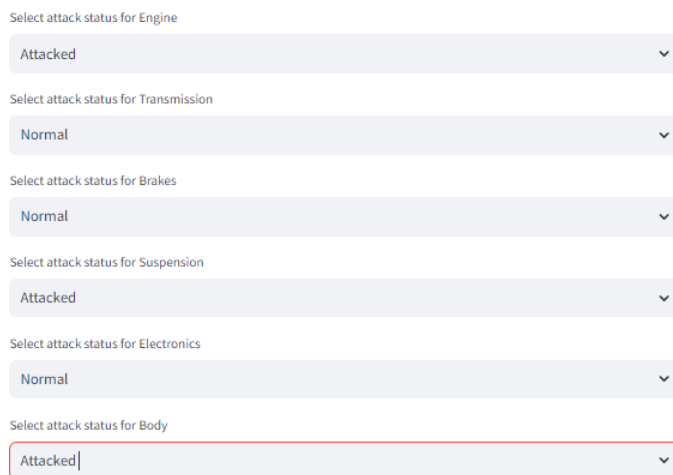 Select attack status for Engine
Attacked
Select attack status for Transmission
Normal
Select attack status for Brakes
Normal
Select attack status for Suspension
Attacked
Select attack status for Electronics
Normal
Select attack status for Body
Attacked